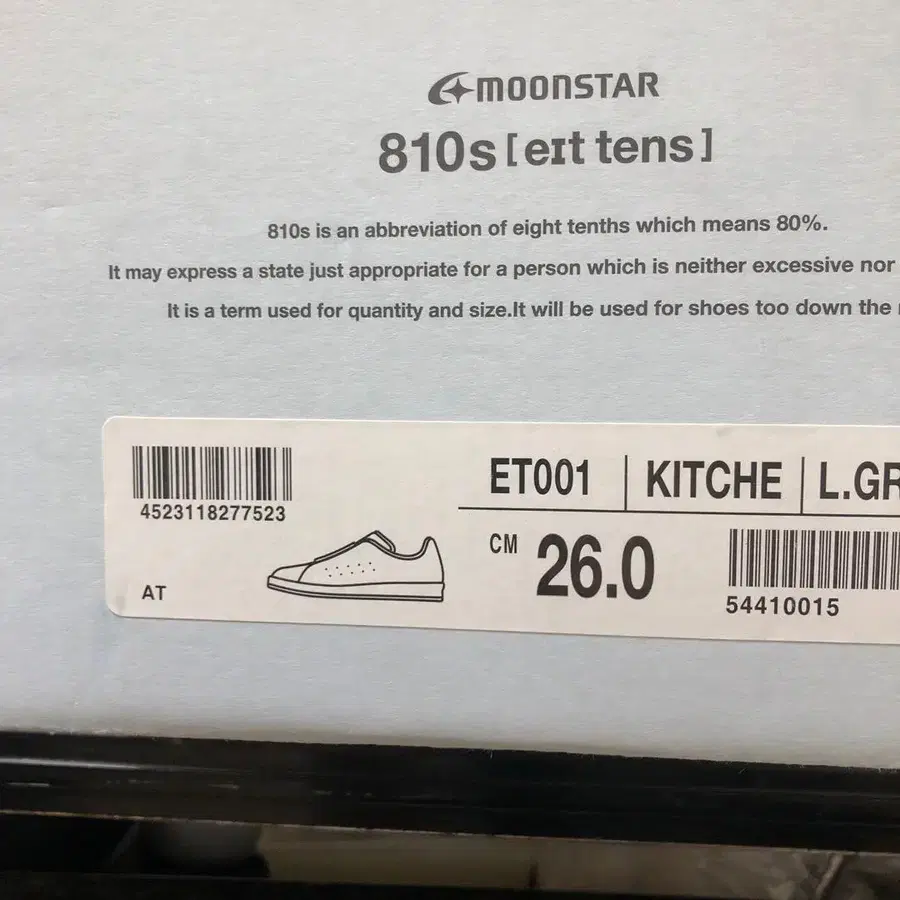 MOONSTAR
810s [eɪt tens]
810s is an abbreviation of eight tenths which means 80%.
It may express a state just appropriate for a person which is neither excessive nor
It is a term used for quantity and size.It will be used for shoes too down the
4523118277523
AT
ET001 KITCHE L.GR
CM 26.0
54410015